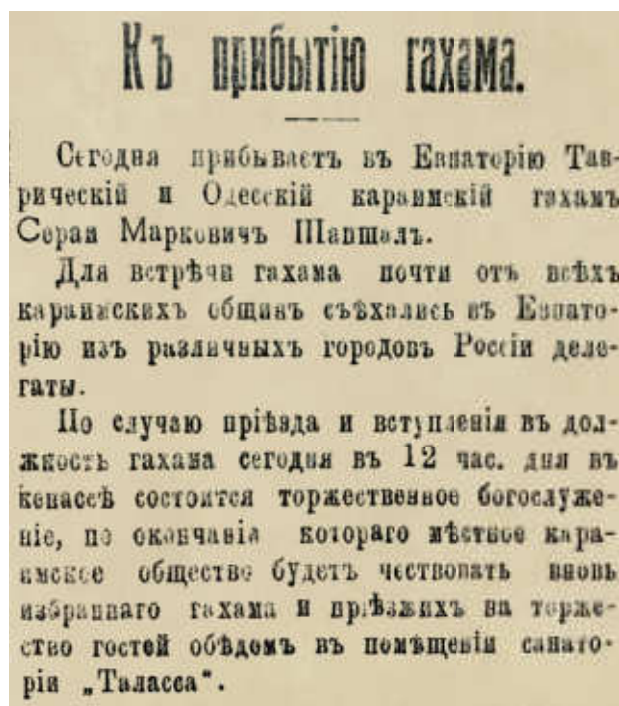 Къ прибытію гахама.
Сегодня прибываетъ въ Евпаторію Тав-
рическій и Одесскій караимскій гахамъ
Серая Марковичъ Шапшалъ.
Для встрѣчи гахама почти отъ всѣхъ
караимскихъ общинъ съѣхались въ Евпато-
рію изъ различныхъ городовъ Россіи деле-
гаты.
По случаю пріѣзда и вступленія въ дол-
жность гахама сегодня въ 12 час. дня въ
кенассѣ состоится торжественное богослуже-
ніе, по окончаніи котораго мѣстное кара-
имское общество будетъ чествовать вновь
избраннаго гахама и пріѣзжихъ на торже-
ство гостей обѣдомъ въ помѣщеніи санато-
ріи „Таласса“.